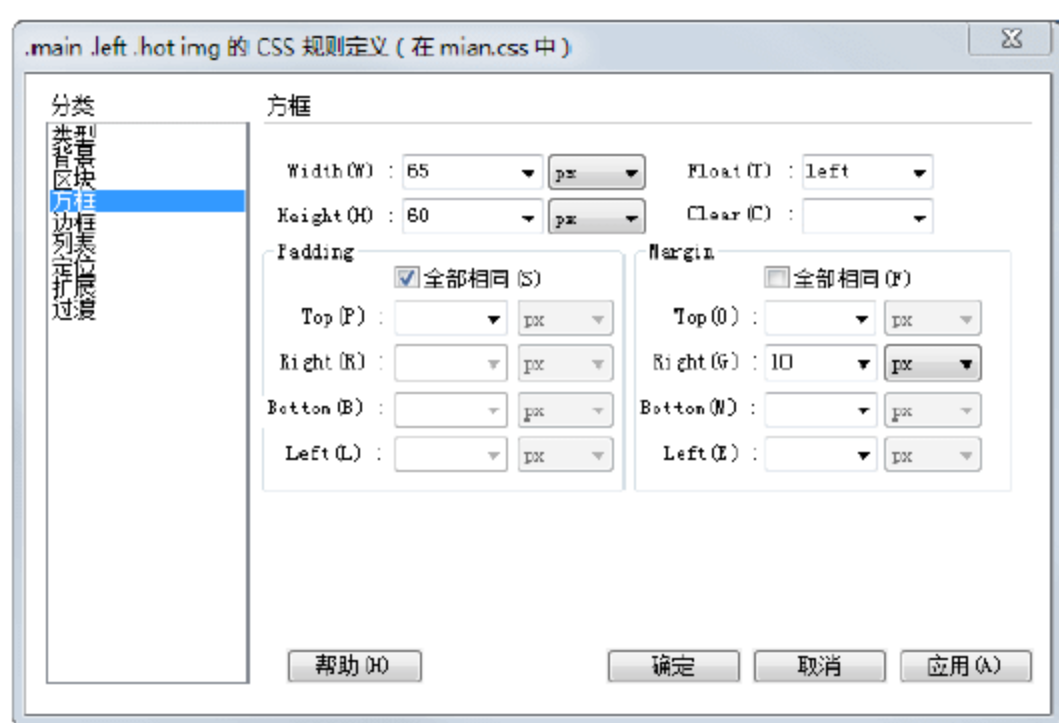 .main .left .hot img 的 CSS 规则定义 ( 在 mian.css 中 )
分类
方框
类型
背景
区块
方框
边框
列表
定位
扩展
过渡
Width(W) : 65 px Float(T) : left
Height(H) : 60 px Clear(C) :
Padding Margin
全部相同(S) 全部相同(F)
Top(P) : px Top(O) : px
Right(R) : px Right(G) : 10 px
Bottom(B) : px Bottom(M) : px
Left(L) : px Left(E) : px
帮助(H) 确定 取消 应用(A)